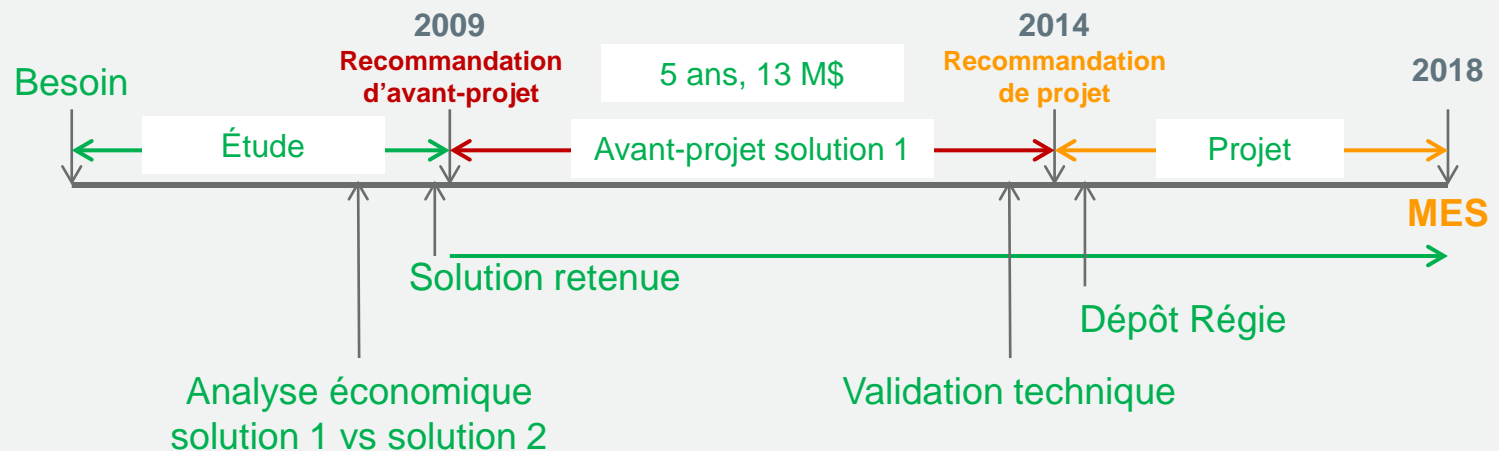 2009
2014
Recommandation
d'avant-projet
5 ans, 13 M$
Recommandation
de projet
2018
Besoin
Étude
Avant-projet solution 1
Projet
MES
Solution retenue
Dépôt Régie
Analyse économique
solution 1 vs solution 2
Validation technique